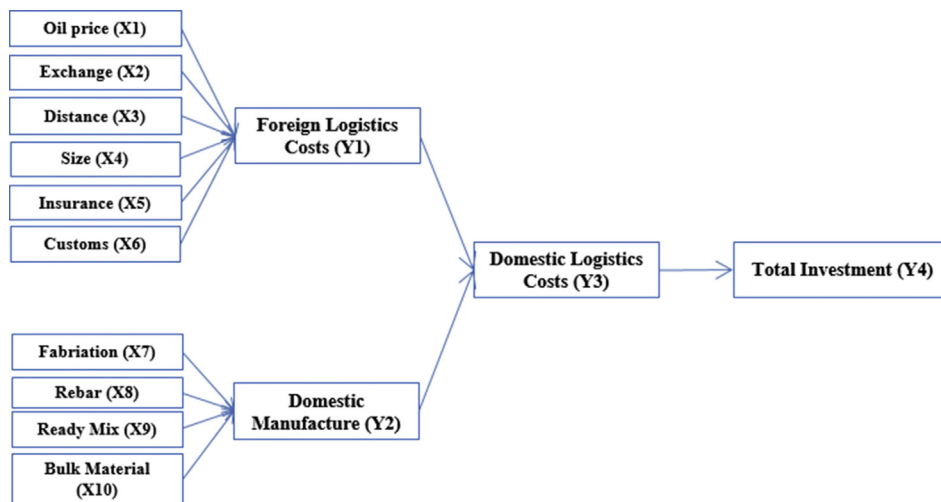 Oil price (X1)
Exchange (X2)
Distance (X3)
Size (X4)
Insurance (X5)
Customs (X6)
Foreign Logistics
Costs (Y1)
Domestic Logistics
Costs (Y3)
Total Investment (Y4)
Fabriation (X7)
Rebar (X8)
Ready Mix (X9)
Bulk Material
(X10)
Domestic
Manufacture (Y2)